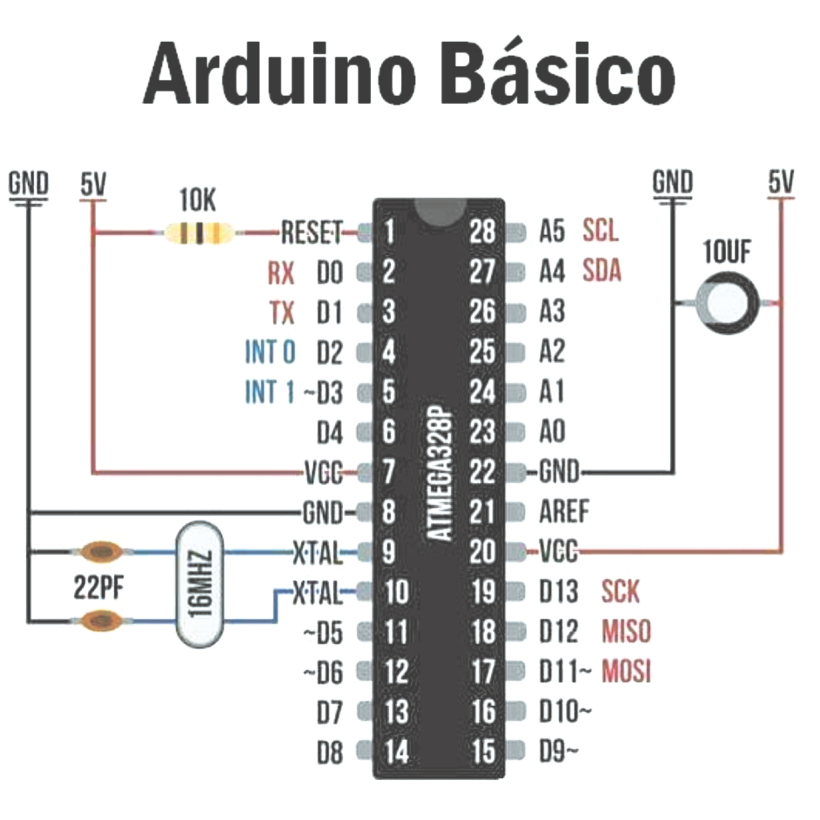 Arduino Básico
GND 5V 10K GND 5V
RESET 1 28 A5 SCL
10UF
RX D0 2 27 A4 SDA
TX D1 3 26 A3
INT 0 D2 4 25 A2
INT 1 ~D3 5 24 A1
D4 6 23 A0
VCC 7 22 GND
GND 8 21 AREF
XTAL 9 20 VCC
22PF 16MHZ ATMEGA328P
XTAL 10 19 D13 SCK
~D5 11 18 D12 MISO
~D6 12 17 D11~ MOSI
D7 13 16 D10~
D8 14 15 D9~